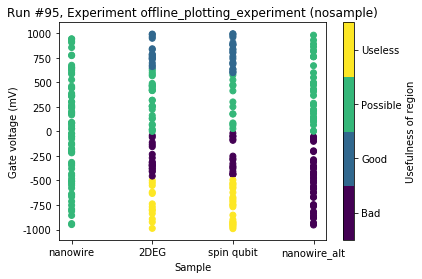 Run #95, Experiment offline_plotting_experiment (nosample)
1000
750
500
250
0
-250
-500
-750
-1000
Gate voltage (mV)
nanowire
2DEG
spin qubit
nanowire_alt
Sample
Useless
Possible
Good
Bad
Usefulness of region